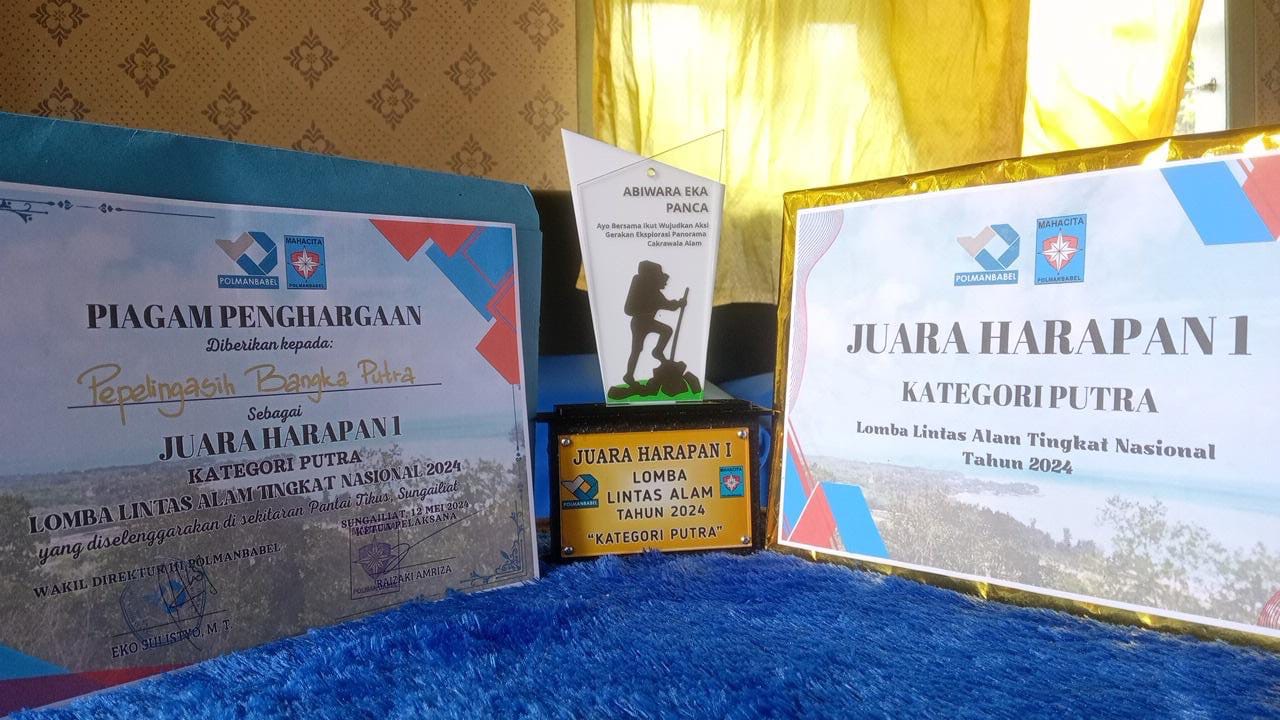 POLMANBABEL
MAHACITA
POLMANBABEL
PIAGAM PENGHARGAAN
Diberikan kepada:
Pepelingasih Bangka Putra
Sebagai
JUARA HARAPAN 1
KATEGORI PUTRA
LOMBA LINTAS ALAM TINGKAT NASIONAL 2024
yang diselenggarakan di sekitaran Pantai Tikus, Sungailiat
SUNGAILIAT, 12 MEI 2024
WAKIL DIREKTUR III POLMANBABEL
KETUA PELAKSANA
EKO SULISTYO, M. T
RAIZAKI AMRIZA
ABIWARA EKA
PANCA
Ayo Bersama Ikut Wujudkan Aksi
Gerakan Eksplorasi Panorama
Cakrawala Alam
JUARA HARAPAN I
LOMBA
LINTAS ALAM
TAHUN 2024
"KATEGORI PUTRA"
POLMANBABEL
MAHACITA
POLMANBABEL
MAHACITA
POLMANBABEL
JUARA HARAPAN 1
KATEGORI PUTRA
Lomba Lintas Alam Tingkat Nasional
Tahun 2024